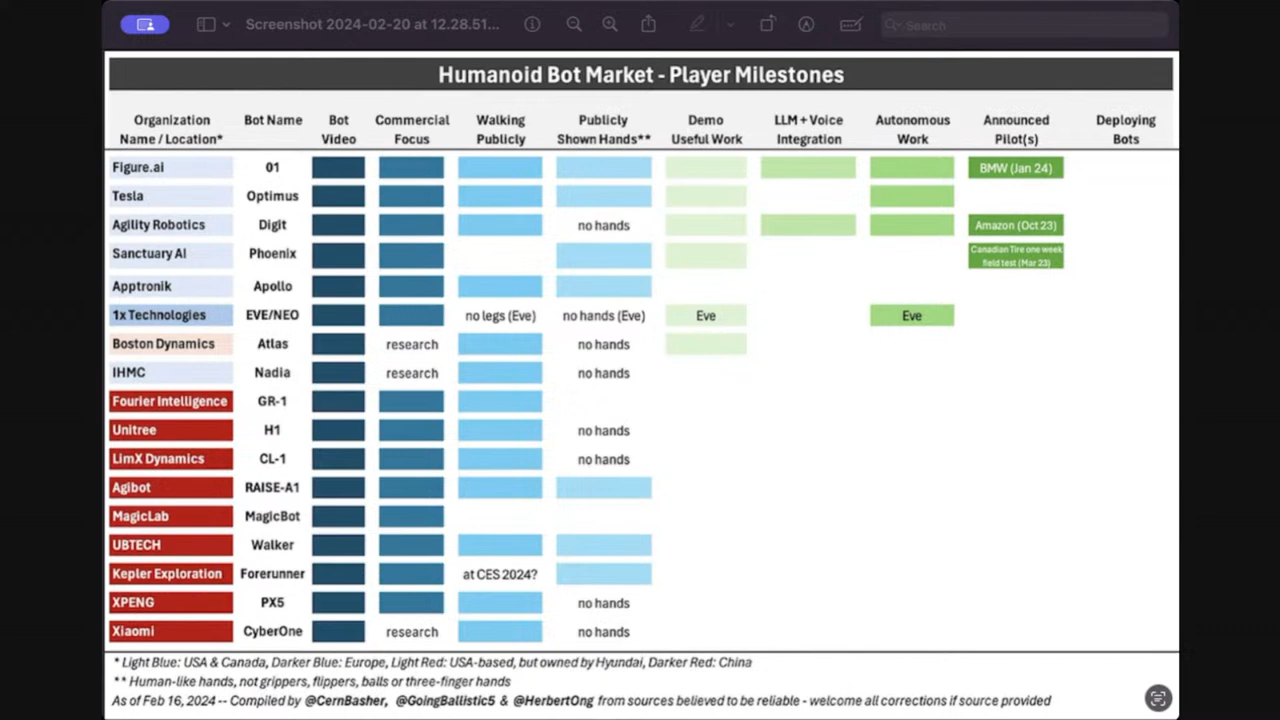 Screenshot 2024-02-20 at 12.28.51...
Search
Humanoid Bot Market - Player Milestones
Organization Name / Location* Bot Name Bot Video Commercial Focus Walking Publicly Publicly Shown Hands** Demo Useful Work LLM + Voice Integration Autonomous Work Announced Pilot(s) Deploying Bots
Figure.ai 01 BMW (Jan 24)
Tesla Optimus
Agility Robotics Digit no hands Amazon (Oct 23)
Sanctuary AI Phoenix Canadian Tire one week field test (Mar 23)
Apptronik Apollo
1x Technologies EVE/NEO no legs (Eve) no hands (Eve) Eve Eve
Boston Dynamics Atlas research no hands
IHMC Nadia research no hands
Fourier Intelligence GR-1
Unitree H1 no hands
LimX Dynamics CL-1 no hands
Agibot RAISE-A1
MagicLab MagicBot
UBTECH Walker
Kepler Exploration Forerunner at CES 2024?
XPENG PX5 no hands
Xiaomi CyberOne research no hands
* Light Blue: USA & Canada, Darker Blue: Europe, Light Red: USA-based, but owned by Hyundai, Darker Red: China
** Human-like hands, not grippers, flippers, balls or three-finger hands
As of Feb 16, 2024 -- Compiled by @CernBasher, @GoingBallistic5 & @HerbertOng from sources believed to be reliable - welcome all corrections if source provided